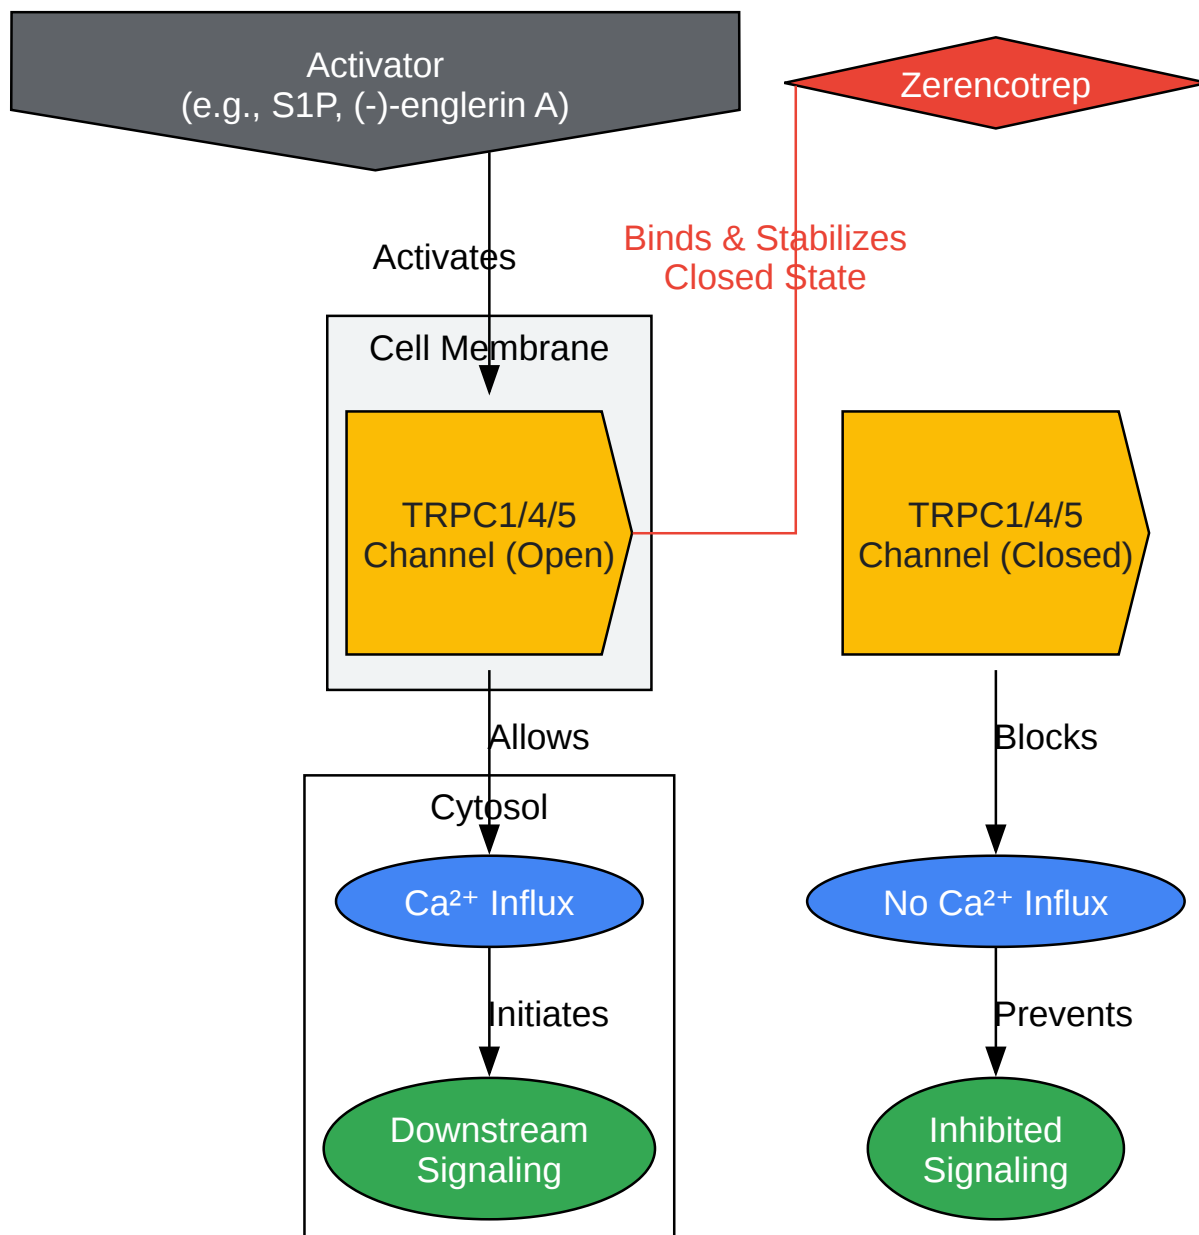 Activator
(e.g., S1P, (-)-englerin A)
Zerencotrep
Binds & Stabilizes
Closed State
Activates
Cell Membrane
TRPC1/4/5
Channel (Open)
TRPC1/4/5
Channel (Closed)
Allows
Blocks
Cytosol
Ca²⁺ Influx
No Ca²⁺ Influx
Initiates
Prevents
Downstream
Signaling
Inhibited
Signaling